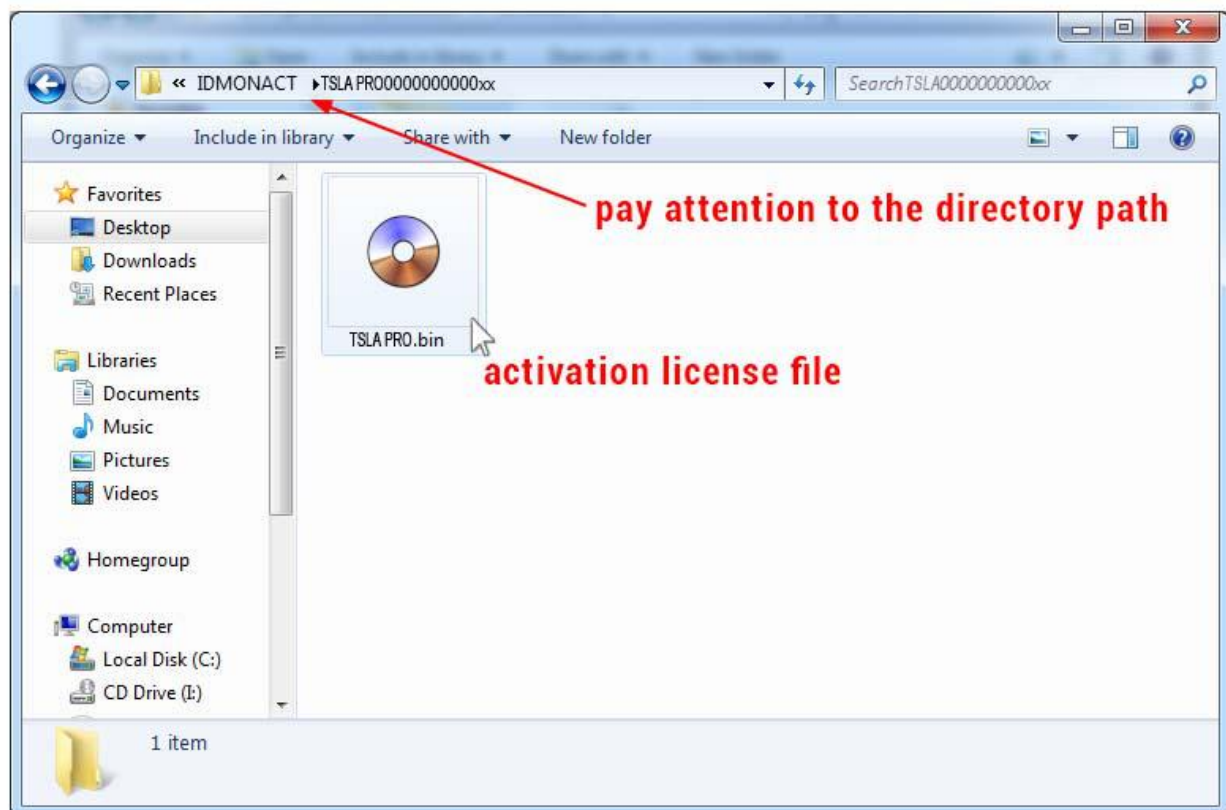 « IDMONACT ▸TSLA PRO00000000000xx
SearchTSLA0000000000xx
Organize ▾ Include in library ▾ Share with ▾ New folder
Favorites
Desktop
Downloads
Recent Places
Libraries
Documents
Music
Pictures
Videos
Homegroup
Computer
Local Disk (C:)
CD Drive (I:)
pay attention to the directory path
TSLA PRO.bin
activation license file
1 item